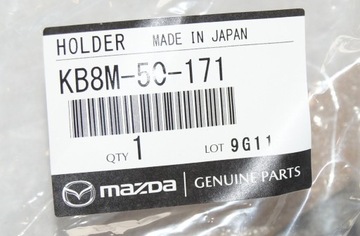 HOLDER MADE IN JAPAN
KB8M-50-171
QTY 1 LOT 9G11
mazda GENUINE PARTS